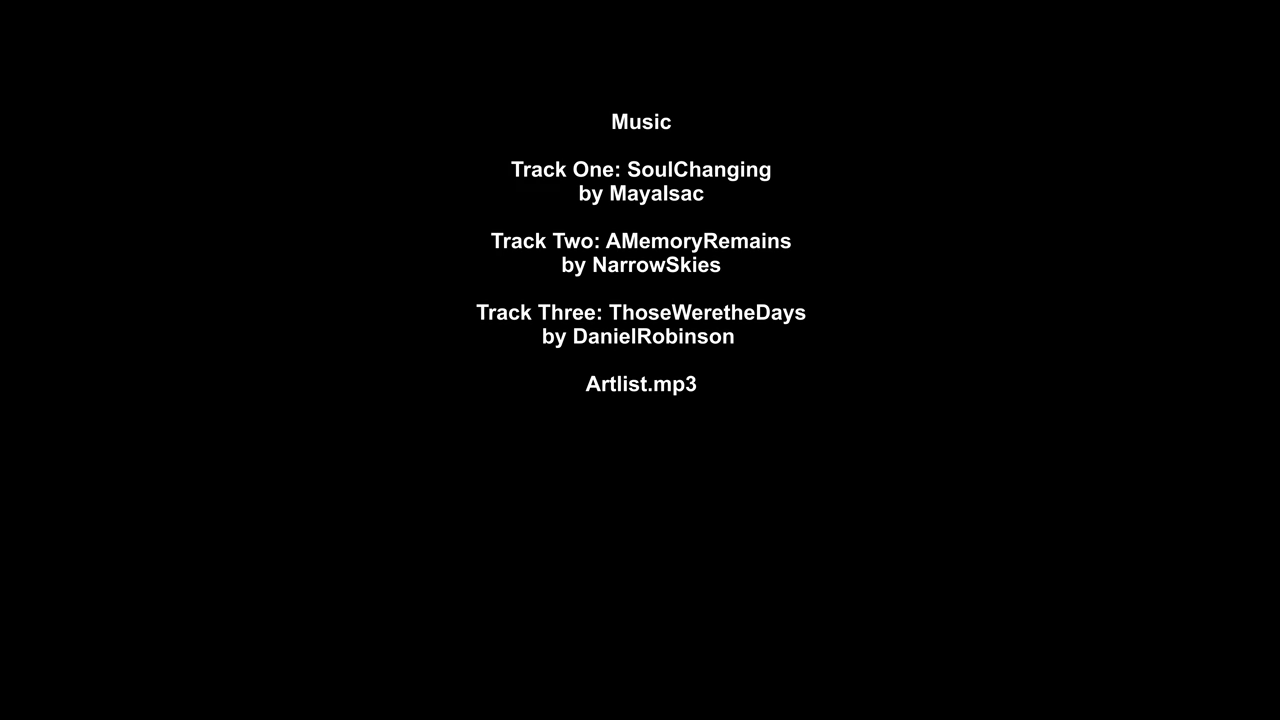 Music
Track One: SoulChanging
by MayaIsac
Track Two: AMemoryRemains
by NarrowSkies
Track Three: ThoseWeretheDays
by DanielRobinson
Artlist.mp3